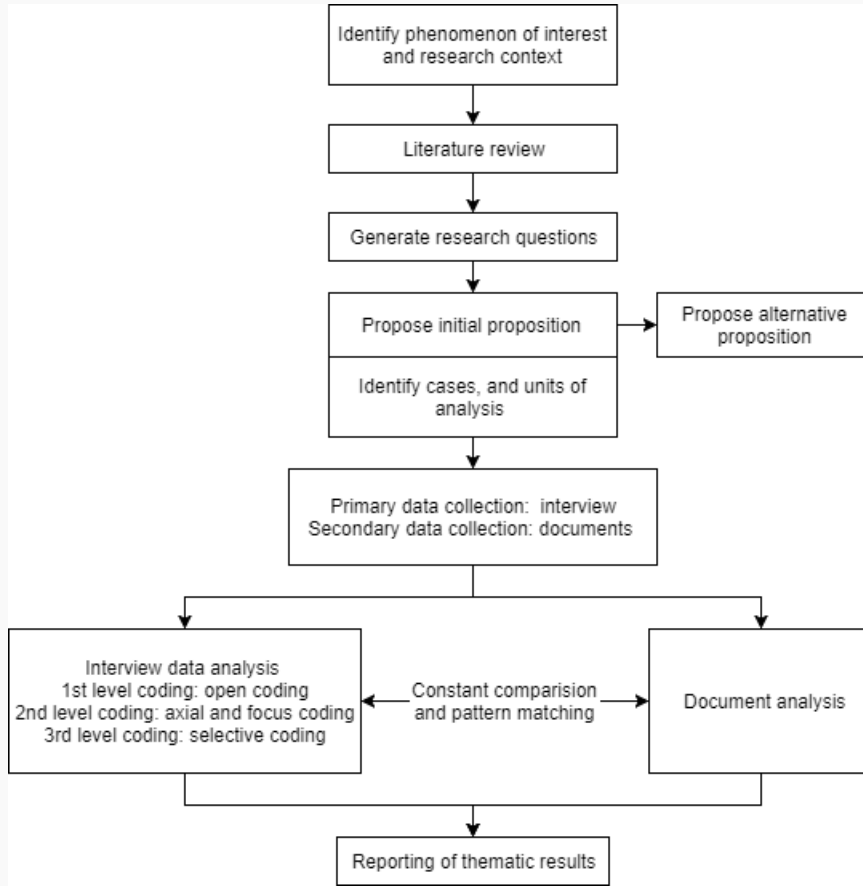 Identify phenomenon of interest
and research context
Literature review
Generate research questions
Propose initial proposition
Propose alternative
proposition
Identify cases, and units of
analysis
Primary data collection: interview
Secondary data collection: documents
Interview data analysis
1st level coding: open coding
2nd level coding: axial and focus coding
3rd level coding: selective coding
Constant comparision
and pattern matching
Document analysis
Reporting of thematic results